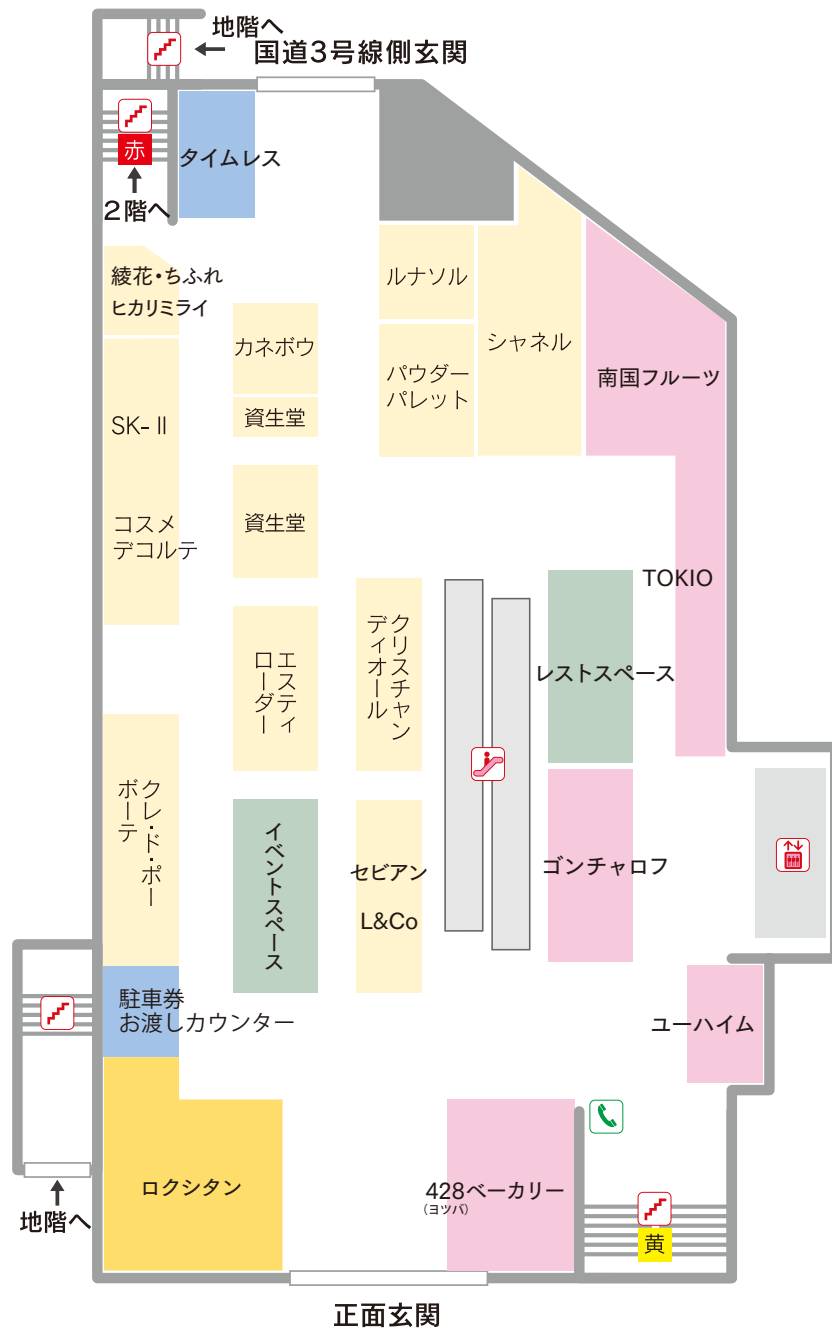 地階へ
国道3号線側玄関
赤
2階へ
タイムレス
綾花・ちふれ
ヒカリミライ
ルナソル
シャネル
カネボウ
パウダー
パレット
南国フルーツ
資生堂
SK-Ⅱ
コスメ
デコルテ
資生堂
TOKIO
エスティ
ローダー
クリスチャン
ディオール
レストスペース
クレ・ド・ポー
ボーテ
イベントスペース
セビアン
L&Co
ゴンチャロフ
駐車券
お渡しカウンター
ユーハイム
ロクシタン
428ベーカリー
(ヨツバ)
黄
地階へ
正面玄関